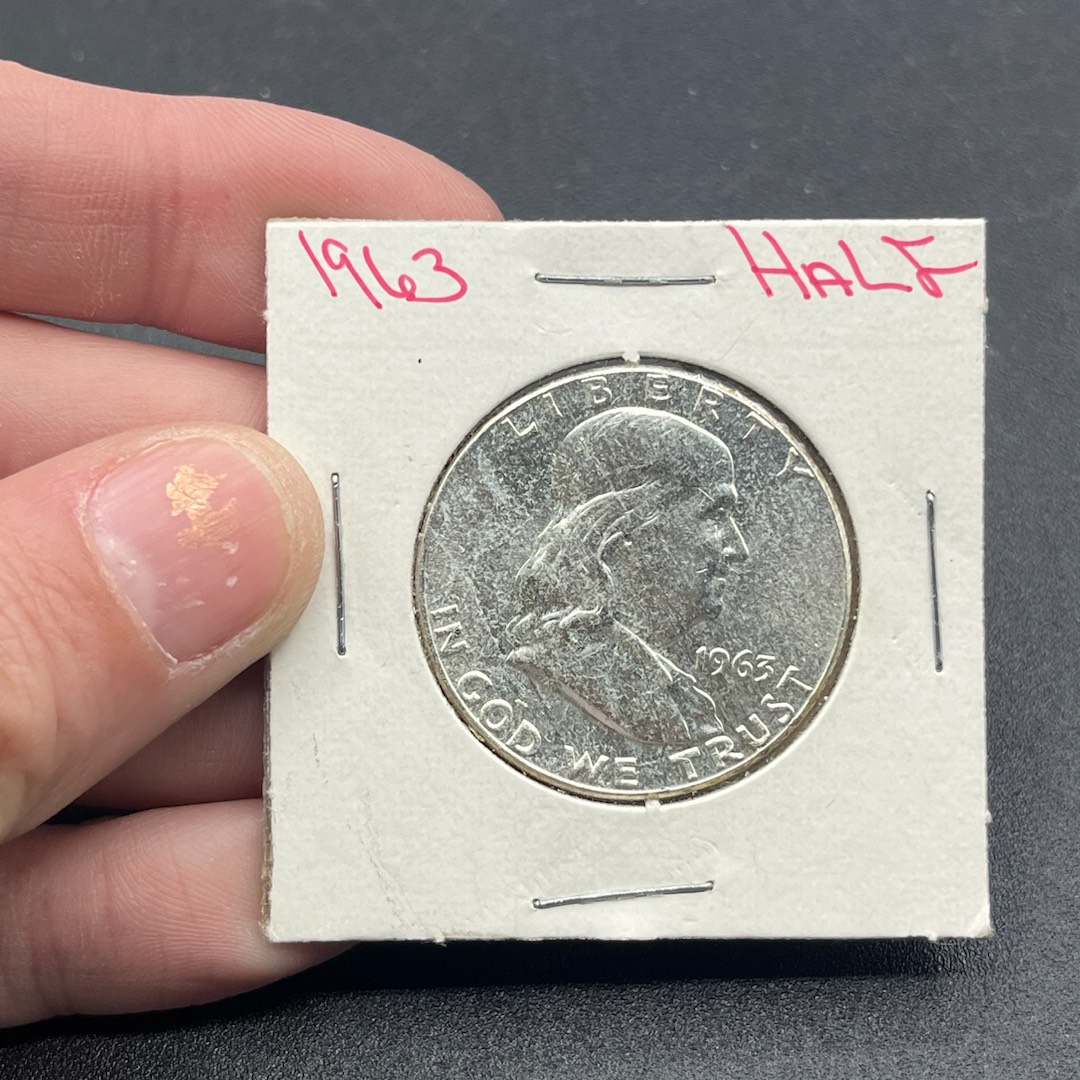 1963 HALF
LIBERTY
1963
IN GOD WE TRUST